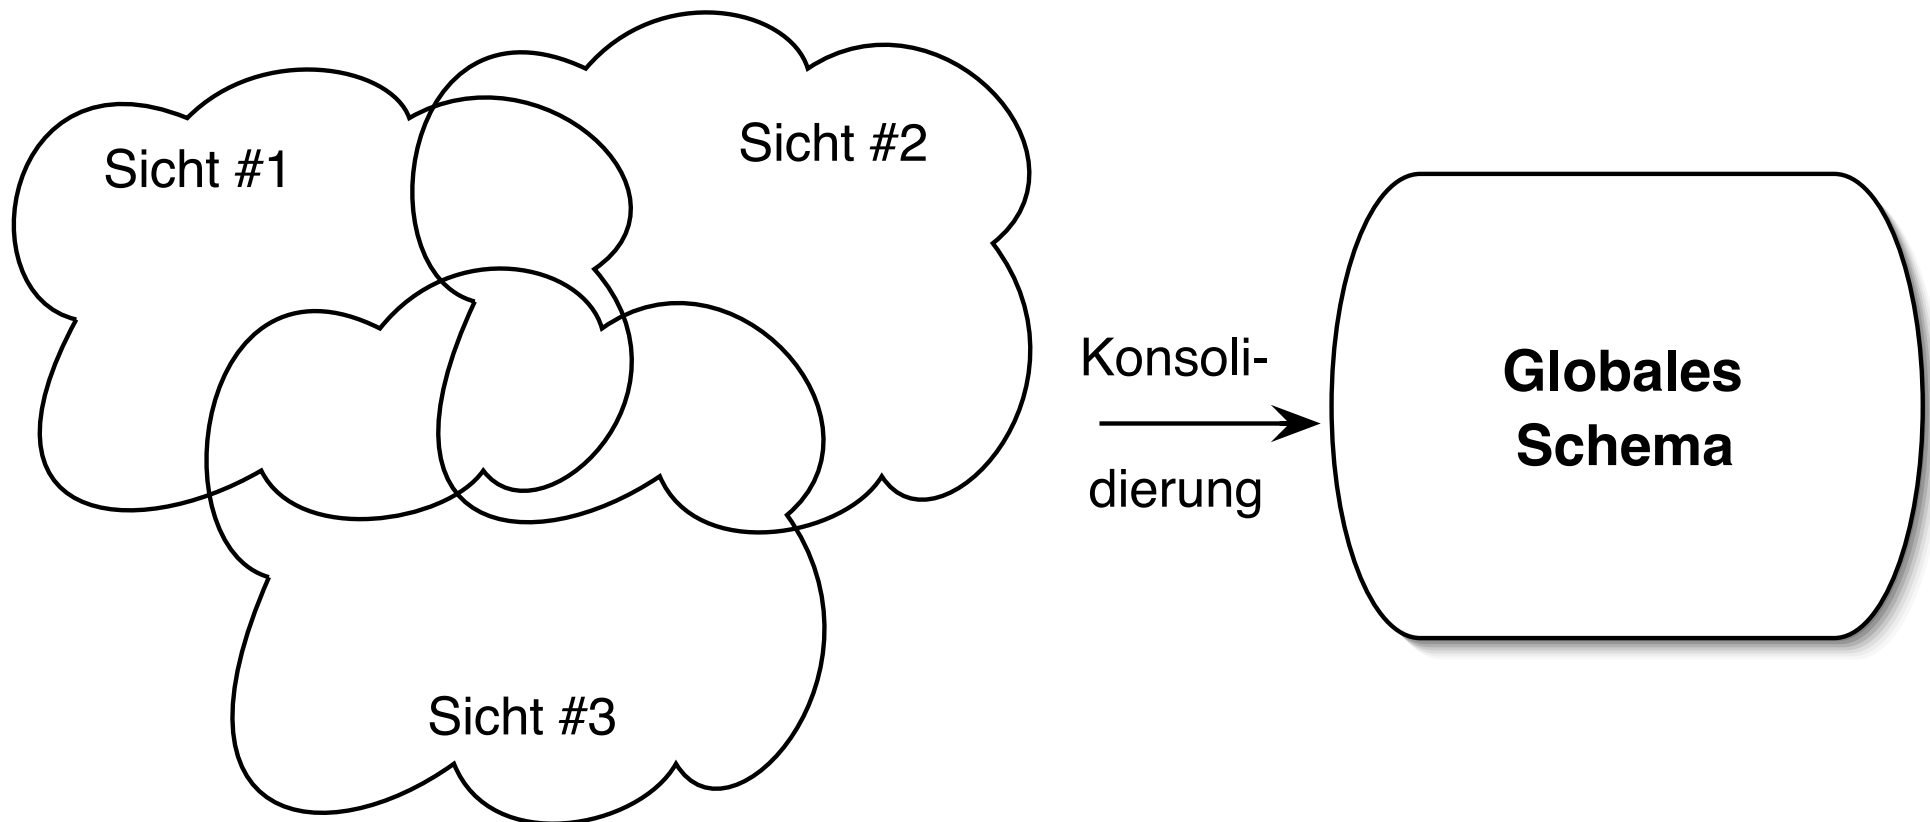 Sicht #1
Sicht #2
Sicht #3
Konsoli-
dierung
Globales
Schema